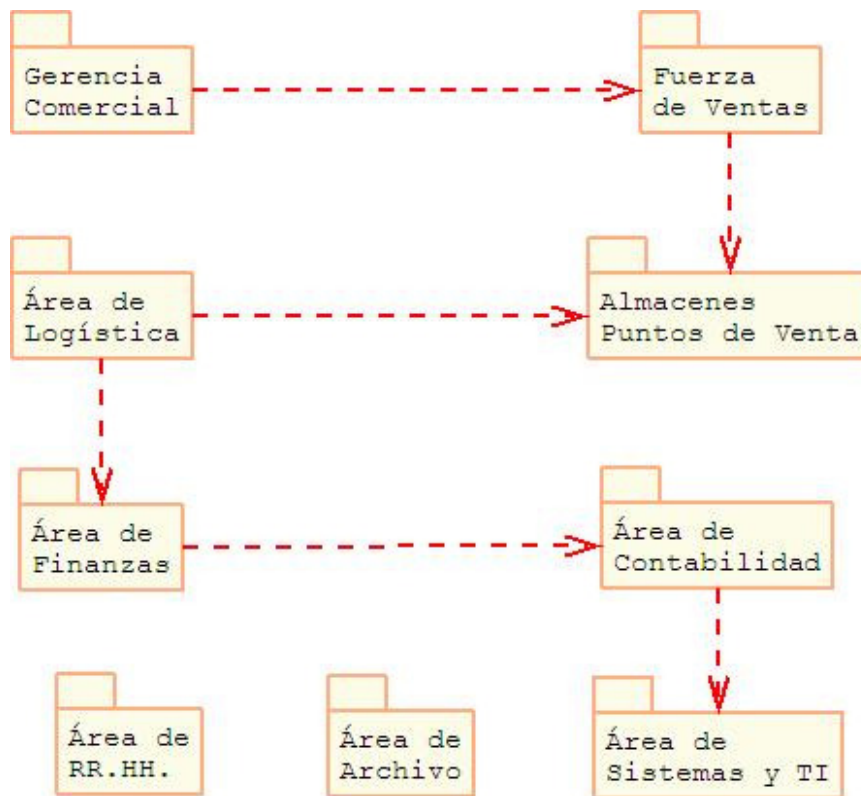 Gerencia
Comercial
Fuerza
de Ventas
Área de
Logística
Almacenes
Puntos de Venta
Área de
Finanzas
Área de
Contabilidad
Área de
RR.HH.
Área de
Archivo
Área de
Sistemas y TI